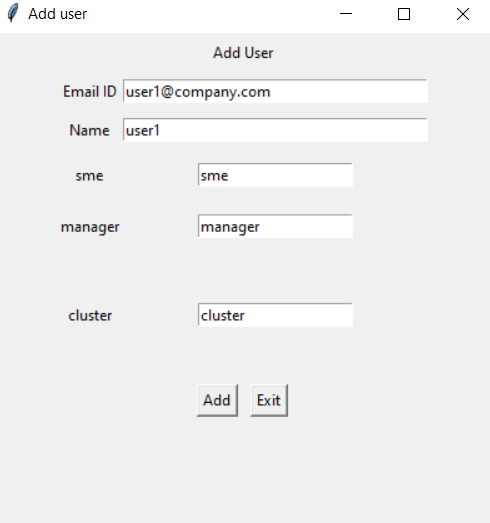 Add user
Add User
Email ID user1@company.com
Name user1
sme sme
manager manager
cluster cluster
Add Exit